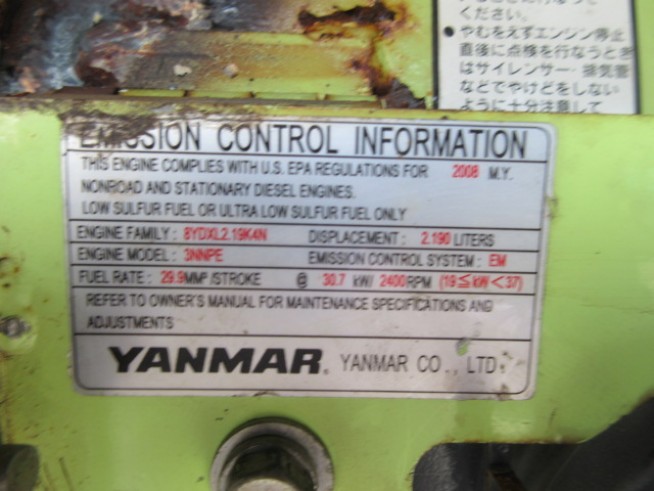 ください。
• やむをえずエンジン停止
直後に点検を行なうとき
はサイレンサー・排気管
などでやけどをしない
ように十分注意して
EMISSION CONTROL INFORMATION
THIS ENGINE COMPLIES WITH U.S. EPA REGULATIONS FOR 2008 M.Y.
NONROAD AND STATIONARY DIESEL ENGINES.
LOW SULFUR FUEL OR ULTRA LOW SULFUR FUEL ONLY
ENGINE FAMILY : 8YDXL2.19K4N DISPLACEMENT : 2.190 LITERS
ENGINE MODEL : 3NNPE EMISSION CONTROL SYSTEM : EM
FUEL RATE : 29.9MM³ /STROKE @ 30.7 kW/ 2400RPM (19≦kW<37)
REFER TO OWNER'S MANUAL FOR MAINTENANCE SPECIFICATIONS AND
ADJUSTMENTS
YANMAR. YANMAR CO., LTD.